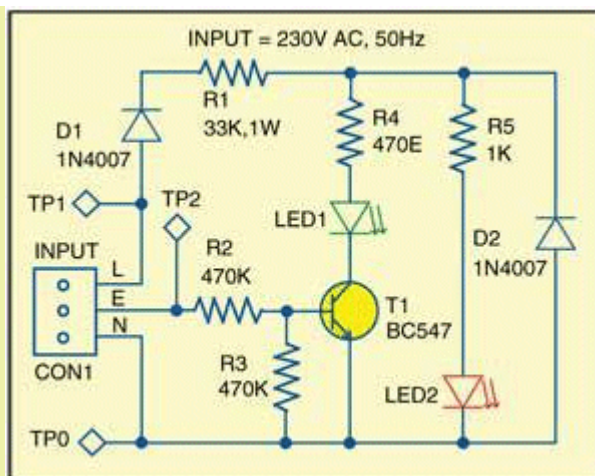 INPUT = 230V AC, 50Hz
R1
33K,1W
D1
1N4007
R4
470E
R5
1K
TP1
TP2
LED1
INPUT
L
E
N
R2
470K
D2
1N4007
T1
BC547
CON1
R3
470K
LED2
TP0